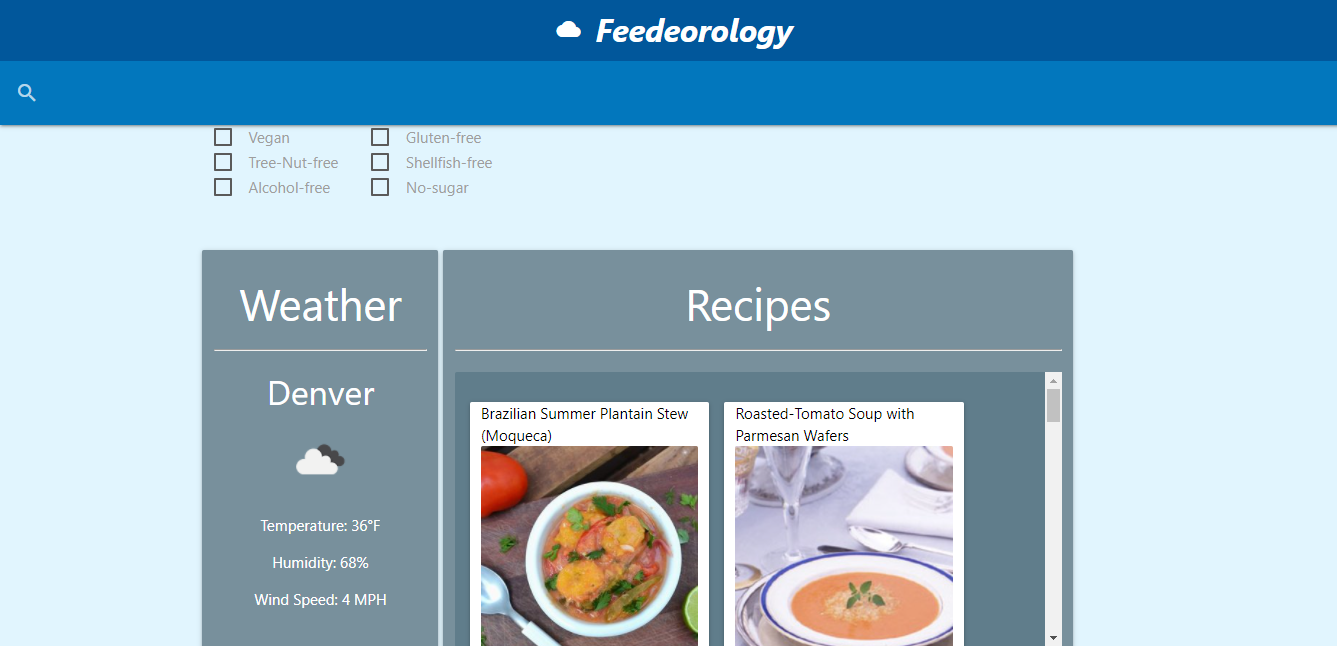 Feedeorology
Vegan
Gluten-free
Tree-Nut-free
Shellfish-free
Alcohol-free
No-sugar
Weather
Denver
Temperature: 36°F
Humidity: 68%
Wind Speed: 4 MPH
Recipes
Brazilian Summer Plantain Stew
(Moqueca)
Roasted-Tomato Soup with
Parmesan Wafers